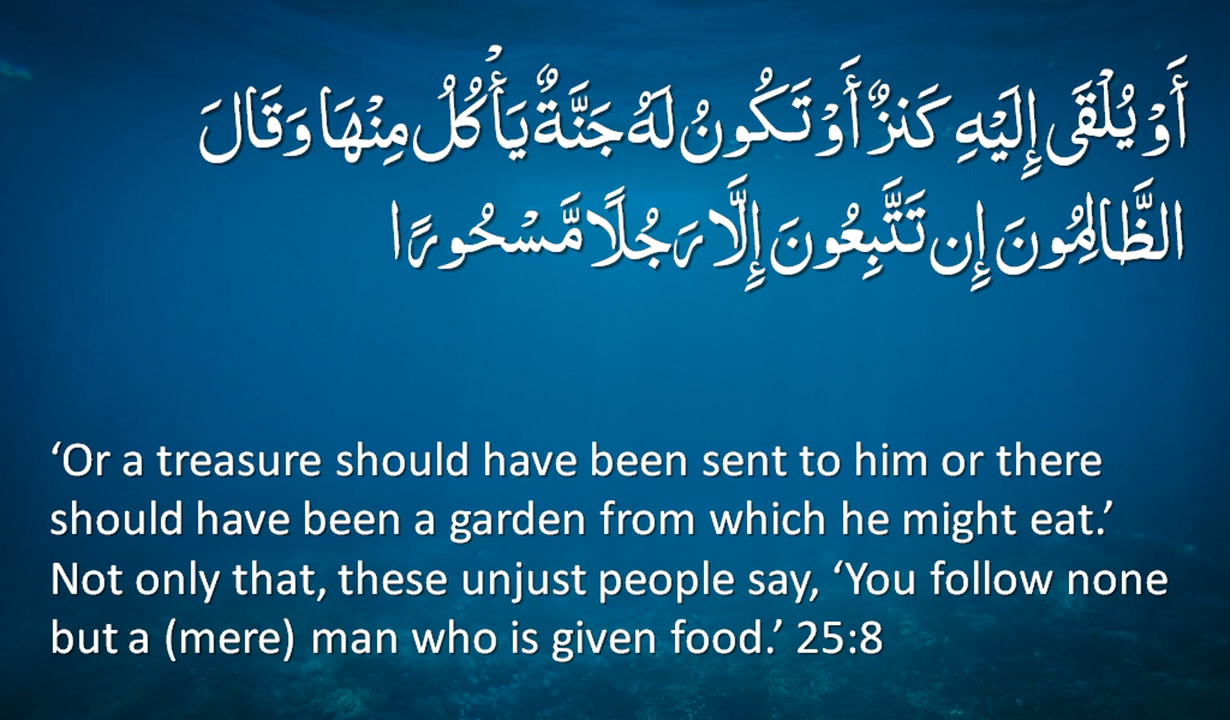 أَوْ يُلْقَى إِلَيْهِ كَنزٌ أَوْ تَكُونُ لَهُ جَنَّةٌ يَأْكُلُ مِنْهَا وَقَالَ
الظَّالِمُونَ إِن تَتَّبِعُونَ إِلَّا رَجُلًا مَّسْحُورًا
‘Or a treasure should have been sent to him or there
should have been a garden from which he might eat.’
Not only that, these unjust people say, ‘You follow none
but a (mere) man who is given food.’ 25:8